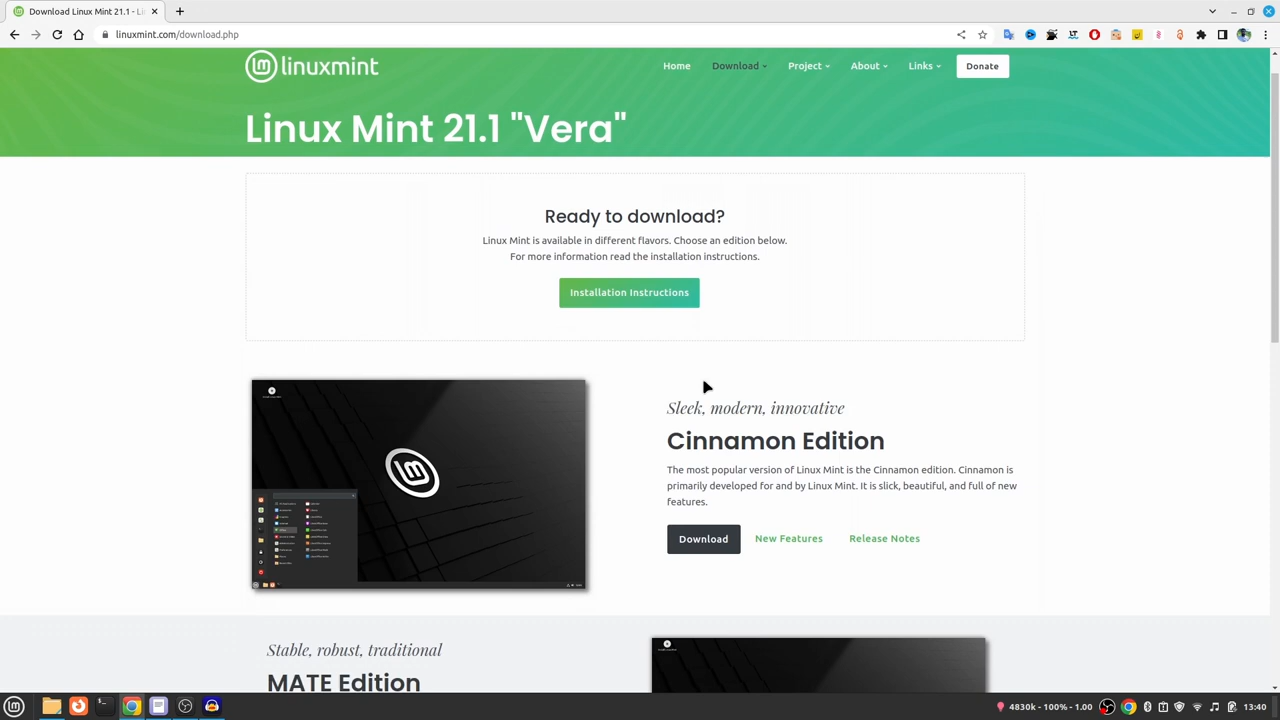 Download Linux Mint 21.1 - Li
linuxmint.com/download.php
linuxmint
Home
Download
Project
About
Links
Donate
Linux Mint 21.1 "Vera"
Ready to download?
Linux Mint is available in different flavors. Choose an edition below.
For more information read the installation instructions.
Installation Instructions
Sleek, modern, innovative
Cinnamon Edition
The most popular version of Linux Mint is the Cinnamon edition. Cinnamon is
primarily developed for and by Linux Mint. It is slick, beautiful, and full of new
features.
Download
New Features
Release Notes
Stable, robust, traditional
MATE Edition
4830k - 100% - 1.00
13:40